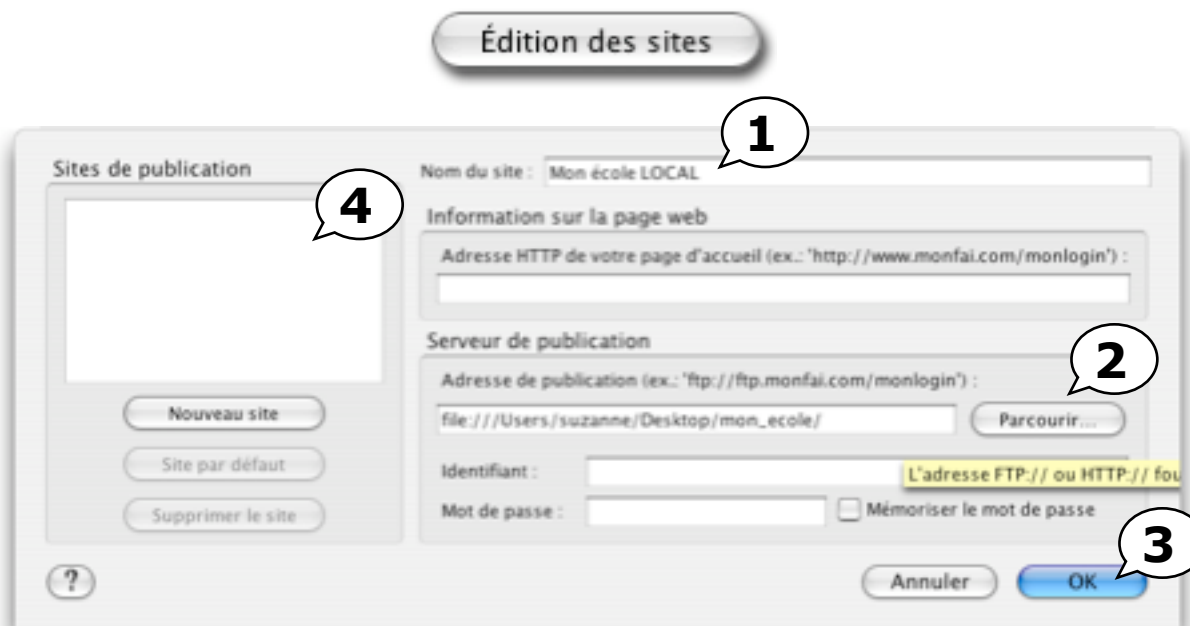 Édition des sites
1
Sites de publication
4
Nom du site : Mon école LOCAL
Information sur la page web
Adresse HTTP de votre page d'accueil (ex.: 'http://www.monfai.com/monlogin') :
Serveur de publication
2
Adresse de publication (ex.: 'ftp://ftp.monfai.com/monlogin') :
Nouveau site
file:///Users/suzanne/Desktop/mon_ecole/ Parcourir...
Site par défaut
Identifiant :
L'adresse FTP:// ou HTTP:// fou
Supprimer le site
Mot de passe : Mémoriser le mot de passe
3
? Annuler OK